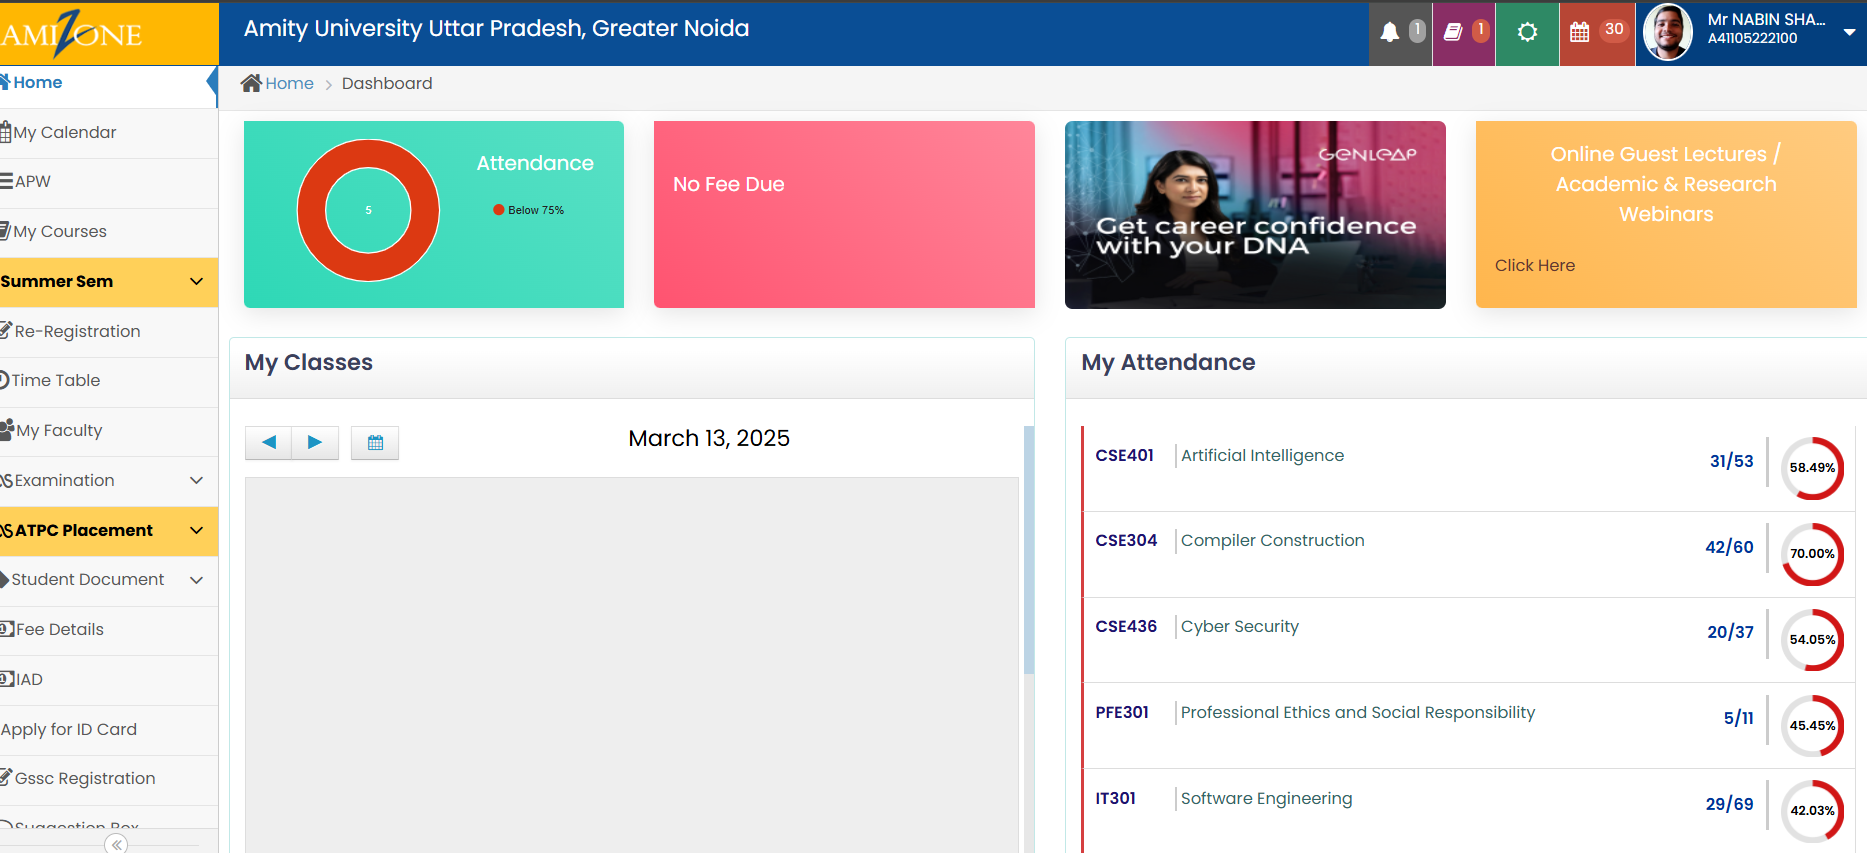 AMIZONE
Amity University Uttar Pradesh, Greater Noida
1
1
30
Mr NABIN SHA...
A41105222100
Home
My Calendar
APW
My Courses
Summer Sem
Re-Registration
Time Table
My Faculty
Examination
ATPC Placement
Student Document
Fee Details
IAD
Apply for ID Card
Gssc Registration
Suggestion Box
Home > Dashboard
5
Attendance
Below 75%
No Fee Due
GENLEAP
Get career confidence
with your DNA
Online Guest Lectures /
Academic & Research
Webinars
Click Here
My Classes
March 13, 2025
My Attendance
CSE401 Artificial Intelligence 31/53 58.49%
CSE304 Compiler Construction 42/60 70.00%
CSE436 Cyber Security 20/37 54.05%
PFE301 Professional Ethics and Social Responsibility 5/11 45.45%
IT301 Software Engineering 29/69 42.03%